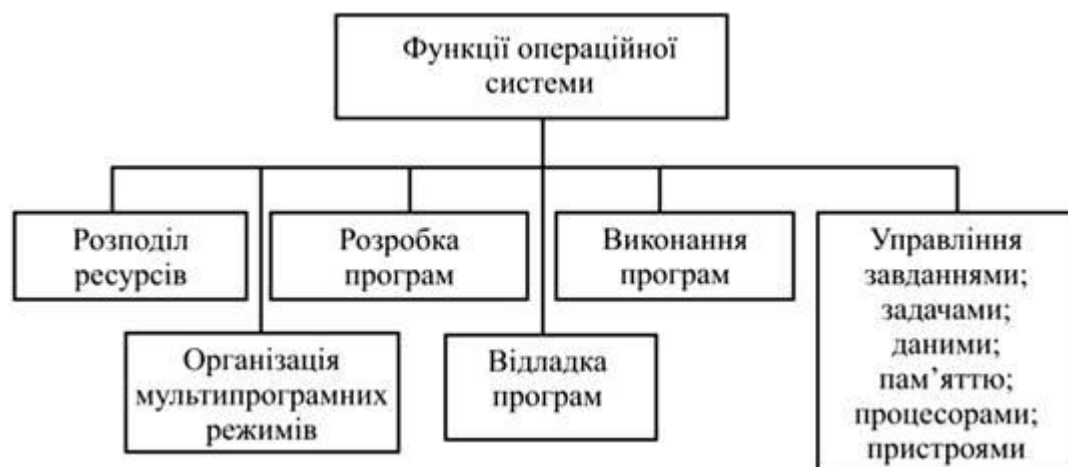 Функції операційної
системи
Розподіл
ресурсів
Розробка
програм
Виконання
програм
Управління
завданнями;
задачами;
даними;
пам’яттю;
процесорами;
пристроями
Організація
мультипрограмних
режимів
Відладка
програм